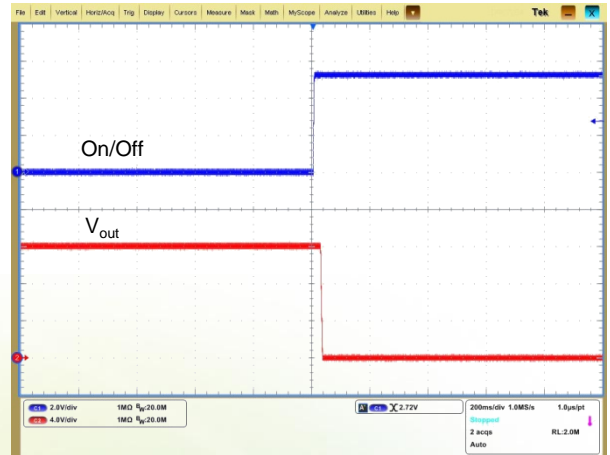 File Edit Vertical Horiz/Acq Trig Display Cursors Measure Mask Math MyScope Analyze Utilities Help Tek X
On/Off
1
Vout
2
C1 2.0V/div 1MΩ BW:20.0M
C2 4.0V/div 1MΩ BW:20.0M
A' C1 2.72V
200ms/div 1.0MS/s 1.0µs/pt
Stopped
2 acqs RL:2.0M
Auto